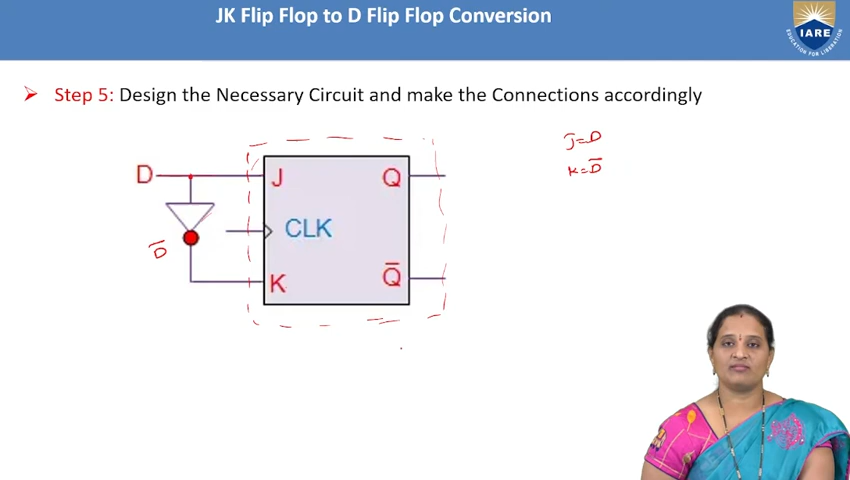 JK Flip Flop to D Flip Flop Conversion
IARE
EDUCATION FOR LIBERATION
Step 5: Design the Necessary Circuit and make the Connections accordingly
J=D
K=D̅
D
J
Q
CLK
D̅
K
Q̅